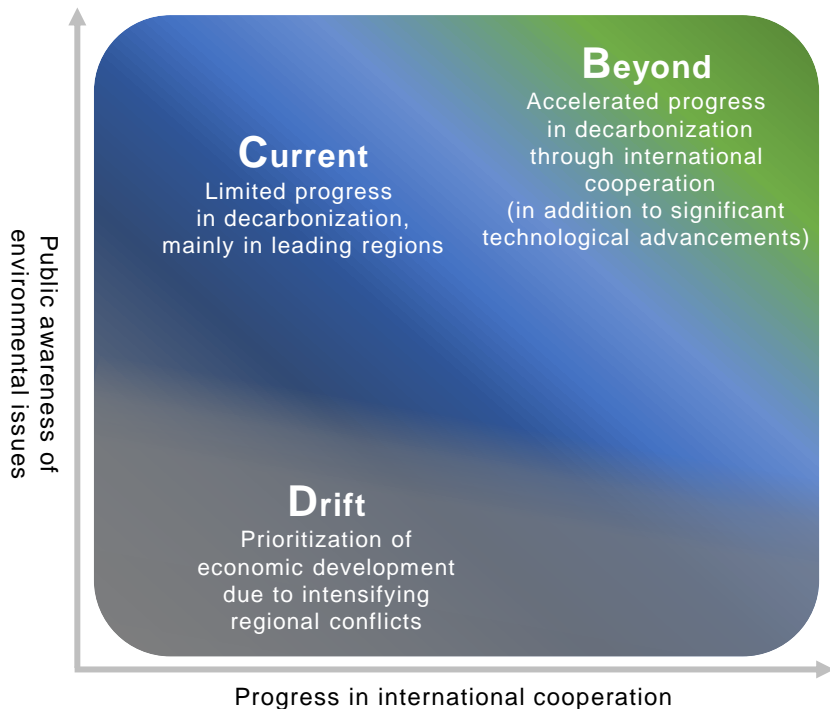 Beyond
Accelerated progress
in decarbonization
through international
cooperation
(in addition to significant
technological advancements)
Current
Limited progress
in decarbonization,
mainly in leading regions
Drift
Prioritization of
economic development
due to intensifying
regional conflicts
Public awareness of
environmental issues
Progress in international cooperation